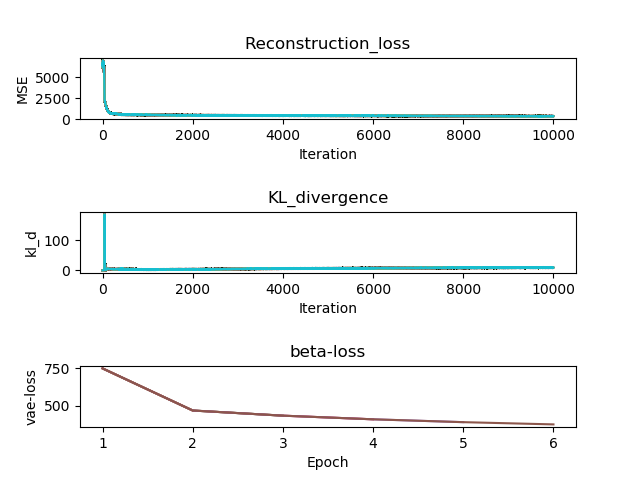 Reconstruction_loss
5000
2500
0
MSE
0 2000 4000 6000 8000 10000
Iteration
KL_divergence
100
0
kl_d
0 2000 4000 6000 8000 10000
Iteration
beta-loss
750
500
vae-loss
1 2 3 4 5 6
Epoch